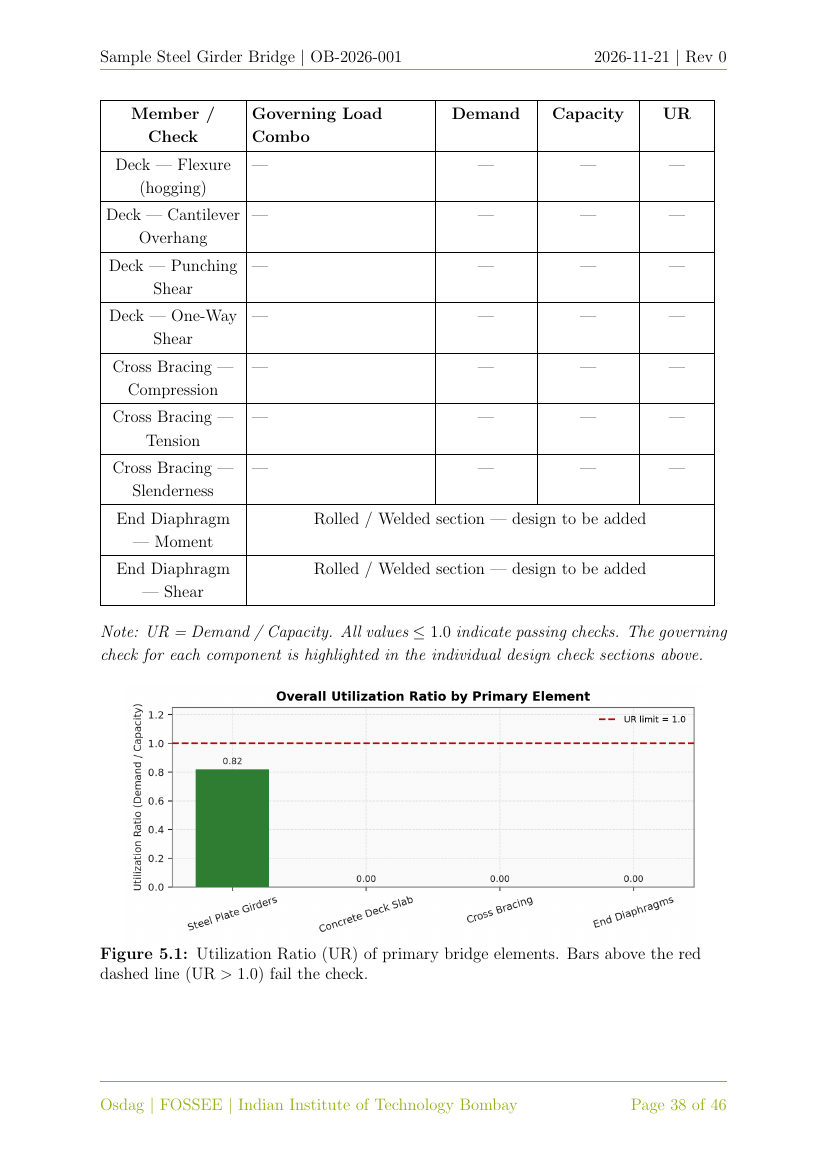 Sample Steel Girder Bridge | OB-2026-001 2026-11-21 | Rev 0
Member / Check Governing Load Combo Demand Capacity UR
Deck — Flexure (hogging) — — — —
Deck — Cantilever Overhang — — — —
Deck — Punching Shear — — — —
Deck — One-Way Shear — — — —
Cross Bracing — Compression — — — —
Cross Bracing — Tension — — — —
Cross Bracing — Slenderness — — — —
End Diaphragm — Moment Rolled / Welded section — design to be added
End Diaphragm — Shear Rolled / Welded section — design to be added
Note: UR = Demand / Capacity. All values ≤ 1.0 indicate passing checks. The governing
check for each component is highlighted in the individual design check sections above.
Overall Utilization Ratio by Primary Element
Utilization Ratio (Demand / Capacity)
1.2
1.0
0.8
0.6
0.4
0.2
0.0
UR limit = 1.0
0.82
0.00
0.00
0.00
Steel Plate Girders
Concrete Deck Slab
Cross Bracing
End Diaphragms
Figure 5.1: Utilization Ratio (UR) of primary bridge elements. Bars above the red
dashed line (UR > 1.0) fail the check.
Osdag | FOSSEE | Indian Institute of Technology Bombay Page 38 of 46